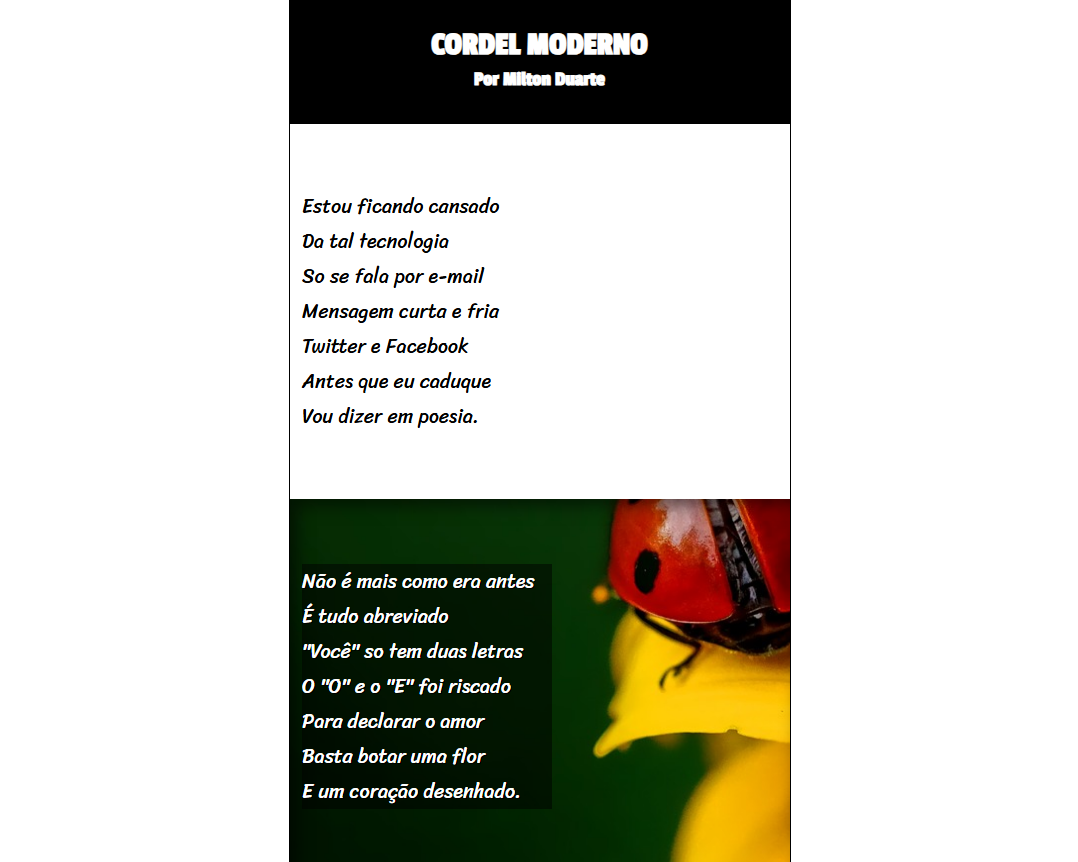 CORDEL MODERNO
Por Milton Duarte
Estou ficando cansado
Da tal tecnologia
So se fala por e-mail
Mensagem curta e fria
Twitter e Facebook
Antes que eu caduque
Vou dizer em poesia.
Não é mais como era antes
É tudo abreviado
"Você" so tem duas letras
O "O" e o "E" foi riscado
Para declarar o amor
Basta botar uma flor
E um coração desenhado.